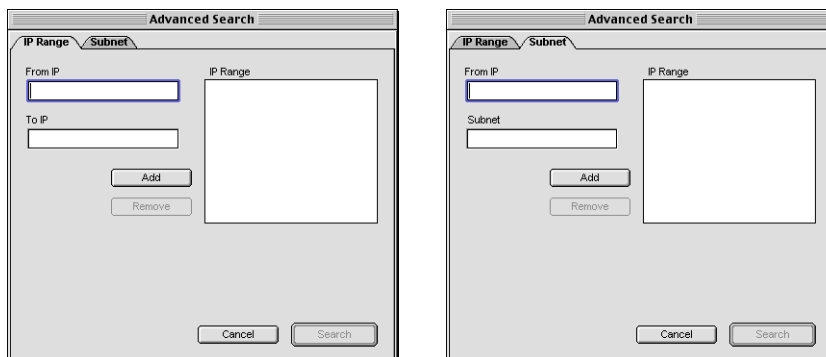 Advanced Search
IP Range Subnet
From IP
IP Range
To IP
Add
Remove
Cancel Search
Advanced Search
IP Range Subnet
From IP
IP Range
Subnet
Add
Remove
Cancel Search